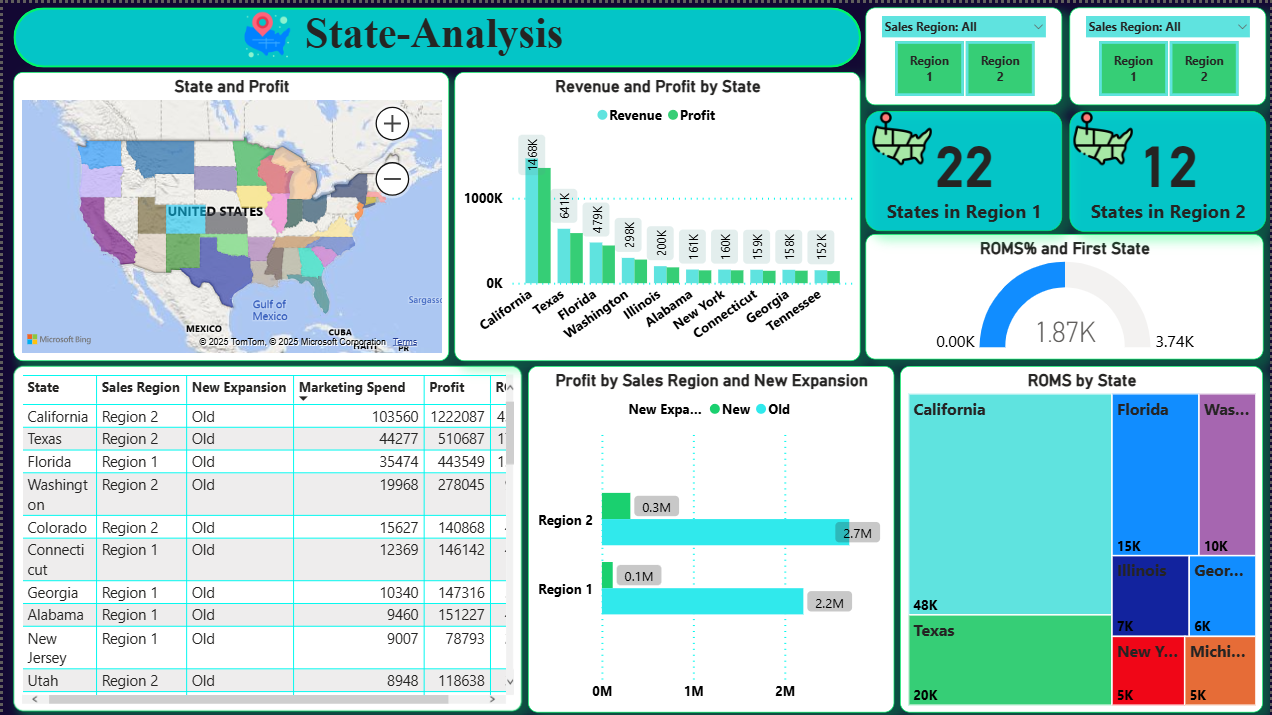 State-Analysis
Sales Region: All
Region 1
Region 2
Sales Region: All
Region 1
Region 2
State and Profit
UNITED STATES
Gulf of
Mexico
MEXICO
CUBA
HAITI
PR
Microsoft Bing
© 2025 TomTom, © 2025 Microsoft Corporation Terms
Revenue and Profit by State
Revenue Profit
1000K
0K
1468K
641K
479K
298K
200K
161K
160K
159K
158K
152K
California
Texas
Florida
Washington
Illinois
Alabama
New York
Connecticut
Georgia
Tennessee
22
States in Region 1
12
States in Region 2
ROMS% and First State
1.87K
0.00K
3.74K
State Sales Region New Expansion Marketing Spend Profit
California Region 2 Old 103560 1222087
Texas Region 2 Old 44277 510687
Florida Region 1 Old 35474 443549
Washingt
on Region 2 Old 19968 278045
Colorado Region 2 Old 15627 140868
Connecti
cut Region 1 Old 12369 146142
Georgia Region 1 Old 10340 147316
Alabama Region 1 Old 9460 151227
New
Jersey Region 1 Old 9007 78793
Utah Region 2 Old 8948 118638
Profit by Sales Region and New Expansion
New Expa... New Old
Region 2
0.3M
2.7M
Region 1
0.1M
2.2M
0M 1M 2M
ROMS by State
California
48K
Texas
20K
Florida
15K
Was...
10K
Illinois
7K
Geor...
6K
New Y...
5K
Michi...
5K